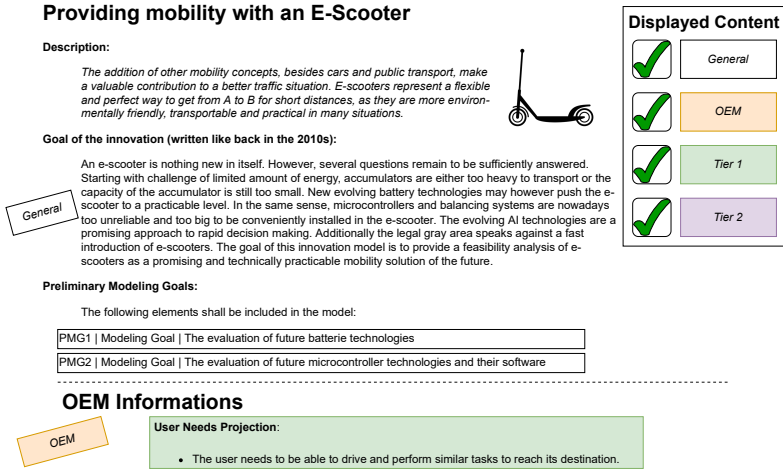 Providing mobility with an E-Scooter
Description:
The addition of other mobility concepts, besides cars and public transport, make
a valuable contribution to a better traffic situation. E-scooters represent a flexible
and perfect way to get from A to B for short distances, as they are more environ-
mentally friendly, transportable and practical in many situations.
Goal of the innovation (written like back in the 2010s):
An e-scooter is nothing new in itself. However, several questions remain to be sufficiently answered.
Starting with challenge of limited amount of energy, accumulators are either too heavy to transport or the
capacity of the accumulator is still too small. New evolving battery technologies may however push the e-
scooter to a practicable level. In the same sense, microcontrollers and balancing systems are nowadays
too unreliable and too big to be conveniently installed in the e-scooter. The evolving AI technologies are a
promising approach to rapid decision making. Additionally the legal gray area speaks against a fast
introduction of e-scooters. The goal of this innovation model is to provide a feasibility analysis of e-
scooters as a promising and technically practicable mobility solution of the future.
General
Preliminary Modeling Goals:
The following elements shall be included in the model:
PMG1 | Modeling Goal | The evaluation of future batterie technologies
PMG2 | Modeling Goal | The evaluation of future microcontroller technologies and their software
Displayed Content
General
OEM
Tier 1
Tier 2
OEM Informations
OEM
User Needs Projection:
• The user needs to be able to drive and perform similar tasks to reach its destination.